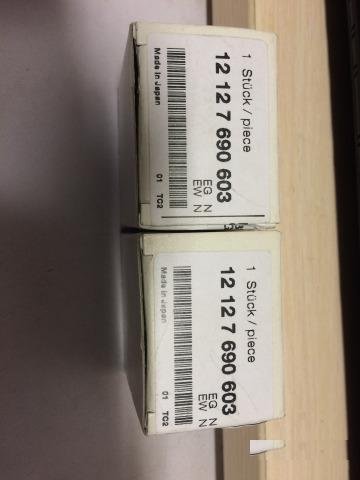 1 Stück / piece
12 12 7 690 603
EG N
EW N
Made in Japan
01 TC2
1 Stück / piece
12 12 7 690 603
EG N
EW N
Made in Japan
01 TC2